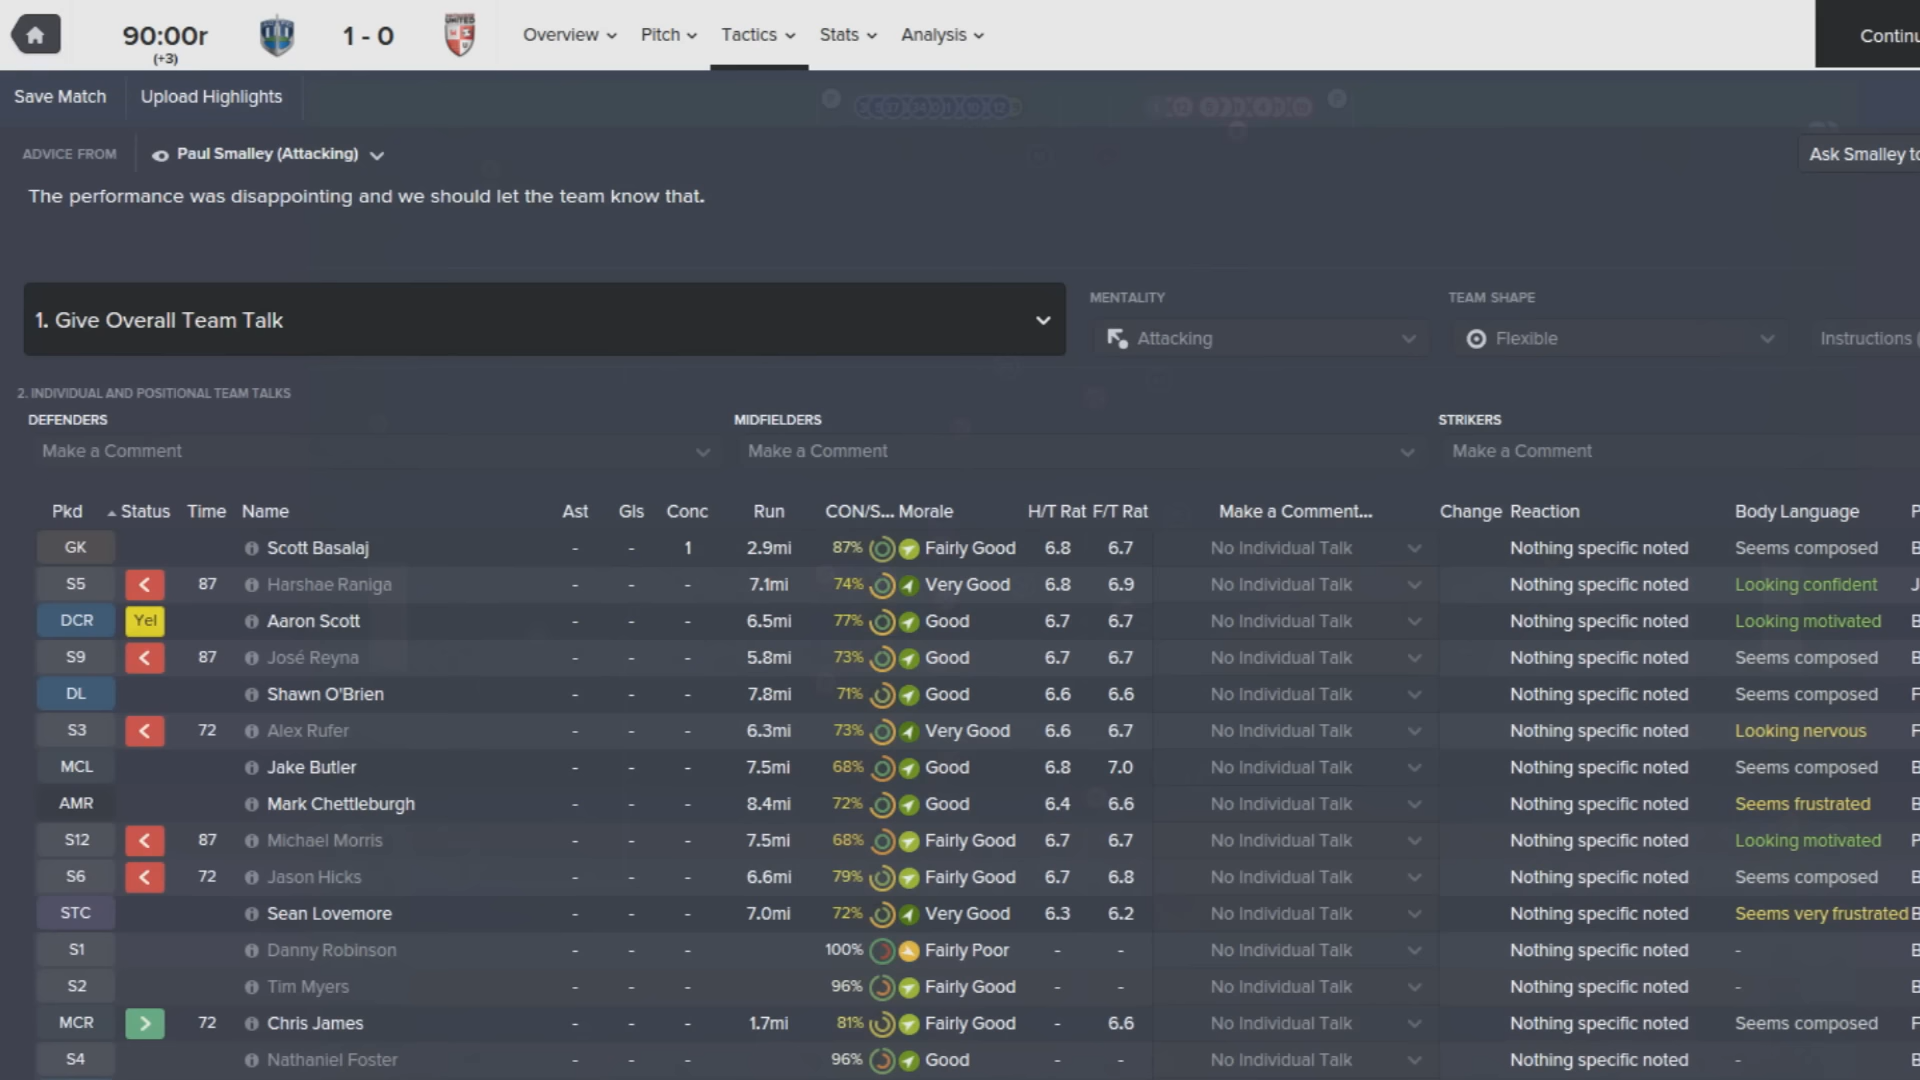 90:00r
(+3)
1 - 0
UNITED
Overview
Pitch
Tactics
Stats
Analysis
Continu
Save Match
Upload Highlights
ADVICE FROM
Paul Smalley (Attacking)
Ask Smalley to
The performance was disappointing and we should let the team know that.
1. Give Overall Team Talk
MENTALITY
Attacking
TEAM SHAPE
Flexible
Instructions (
2. INDIVIDUAL AND POSITIONAL TEAM TALKS
DEFENDERS
Make a Comment
MIDFIELDERS
Make a Comment
STRIKERS
Make a Comment
Pkd Status Time Name Ast Gls Conc Run CON/S... Morale H/T Rat F/T Rat Make a Comment... Change Reaction Body Language P
GK Scott Basalaj - - 1 2.9mi 87% Fairly Good 6.8 6.7 No Individual Talk Nothing specific noted Seems composed B
S5 < 87 Harshae Raniga - - - 7.1mi 74% Very Good 6.8 6.9 No Individual Talk Nothing specific noted Looking confident J
DCR Yel Aaron Scott - - - 6.5mi 77% Good 6.7 6.7 No Individual Talk Nothing specific noted Looking motivated B
S9 < 87 José Reyna - - - 5.8mi 73% Good 6.7 6.7 No Individual Talk Nothing specific noted Seems composed B
DL Shawn O'Brien - - - 7.8mi 71% Good 6.6 6.6 No Individual Talk Nothing specific noted Seems composed F
S3 < 72 Alex Rufer - - - 6.3mi 73% Very Good 6.6 6.7 No Individual Talk Nothing specific noted Looking nervous F
MCL Jake Butler - - - 7.5mi 68% Good 6.8 7.0 No Individual Talk Nothing specific noted Seems composed B
AMR Mark Chettleburgh - - - 8.4mi 72% Good 6.4 6.6 No Individual Talk Nothing specific noted Seems frustrated B
S12 < 87 Michael Morris - - - 7.5mi 68% Fairly Good 6.7 6.7 No Individual Talk Nothing specific noted Looking motivated P
S6 < 72 Jason Hicks - - - 6.6mi 79% Fairly Good 6.7 6.8 No Individual Talk Nothing specific noted Seems composed B
STC Sean Lovemore - - - 7.0mi 72% Very Good 6.3 6.2 No Individual Talk Nothing specific noted Seems very frustrated B
S1 Danny Robinson - - - 100% Fairly Poor - - No Individual Talk Nothing specific noted - B
S2 Tim Myers - - - 96% Fairly Good - - No Individual Talk Nothing specific noted - B
MCR > 72 Chris James - - - 1.7mi 81% Fairly Good - 6.6 No Individual Talk Nothing specific noted Seems composed F
S4 Nathaniel Foster - - - 96% Good - - No Individual Talk Nothing specific noted - B